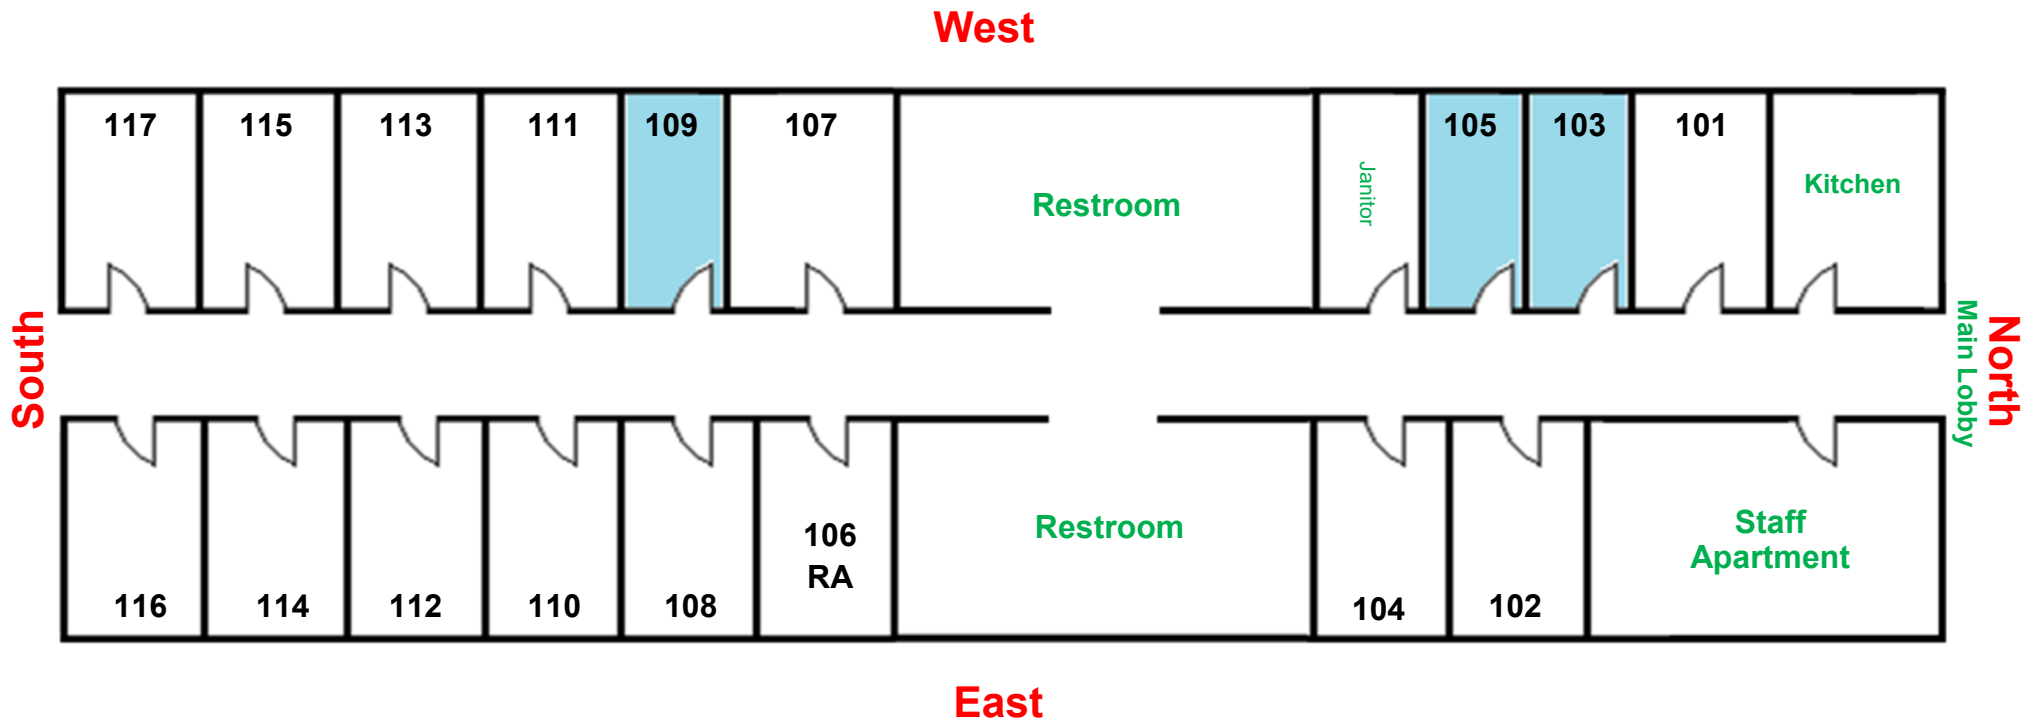 West
117
115
113
111
109
107
105
103
101
Janitor
Kitchen
Restroom
South
Main Lobby
North
Restroom
Staff
Apartment
106
RA
116
114
112
110
108
104
102
East